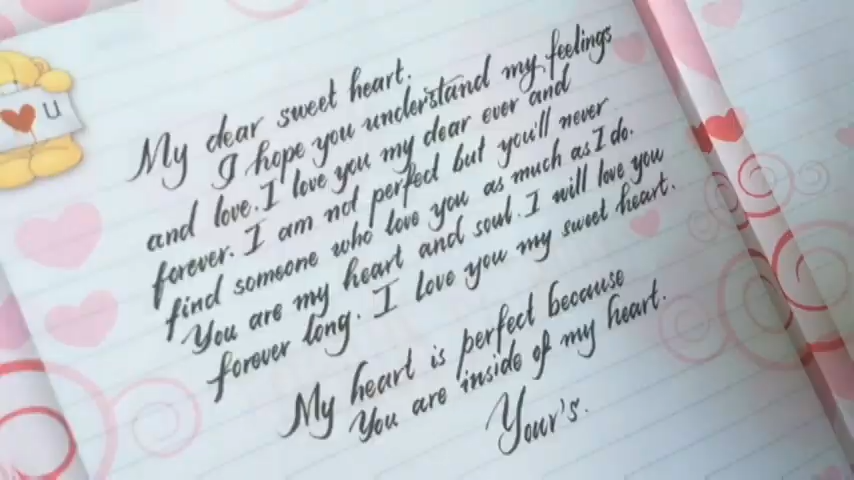 U
My dear sweet heart.
I hope you understand my feelings
and love. I love you my dear ever and
forever. I am not perfect but you'll never
find someone who love you as much as I do.
You are my heart and soul. I will love you
forever long. I love you my sweet heart.
My heart is perfect because
You are inside of my heart.
Your's.